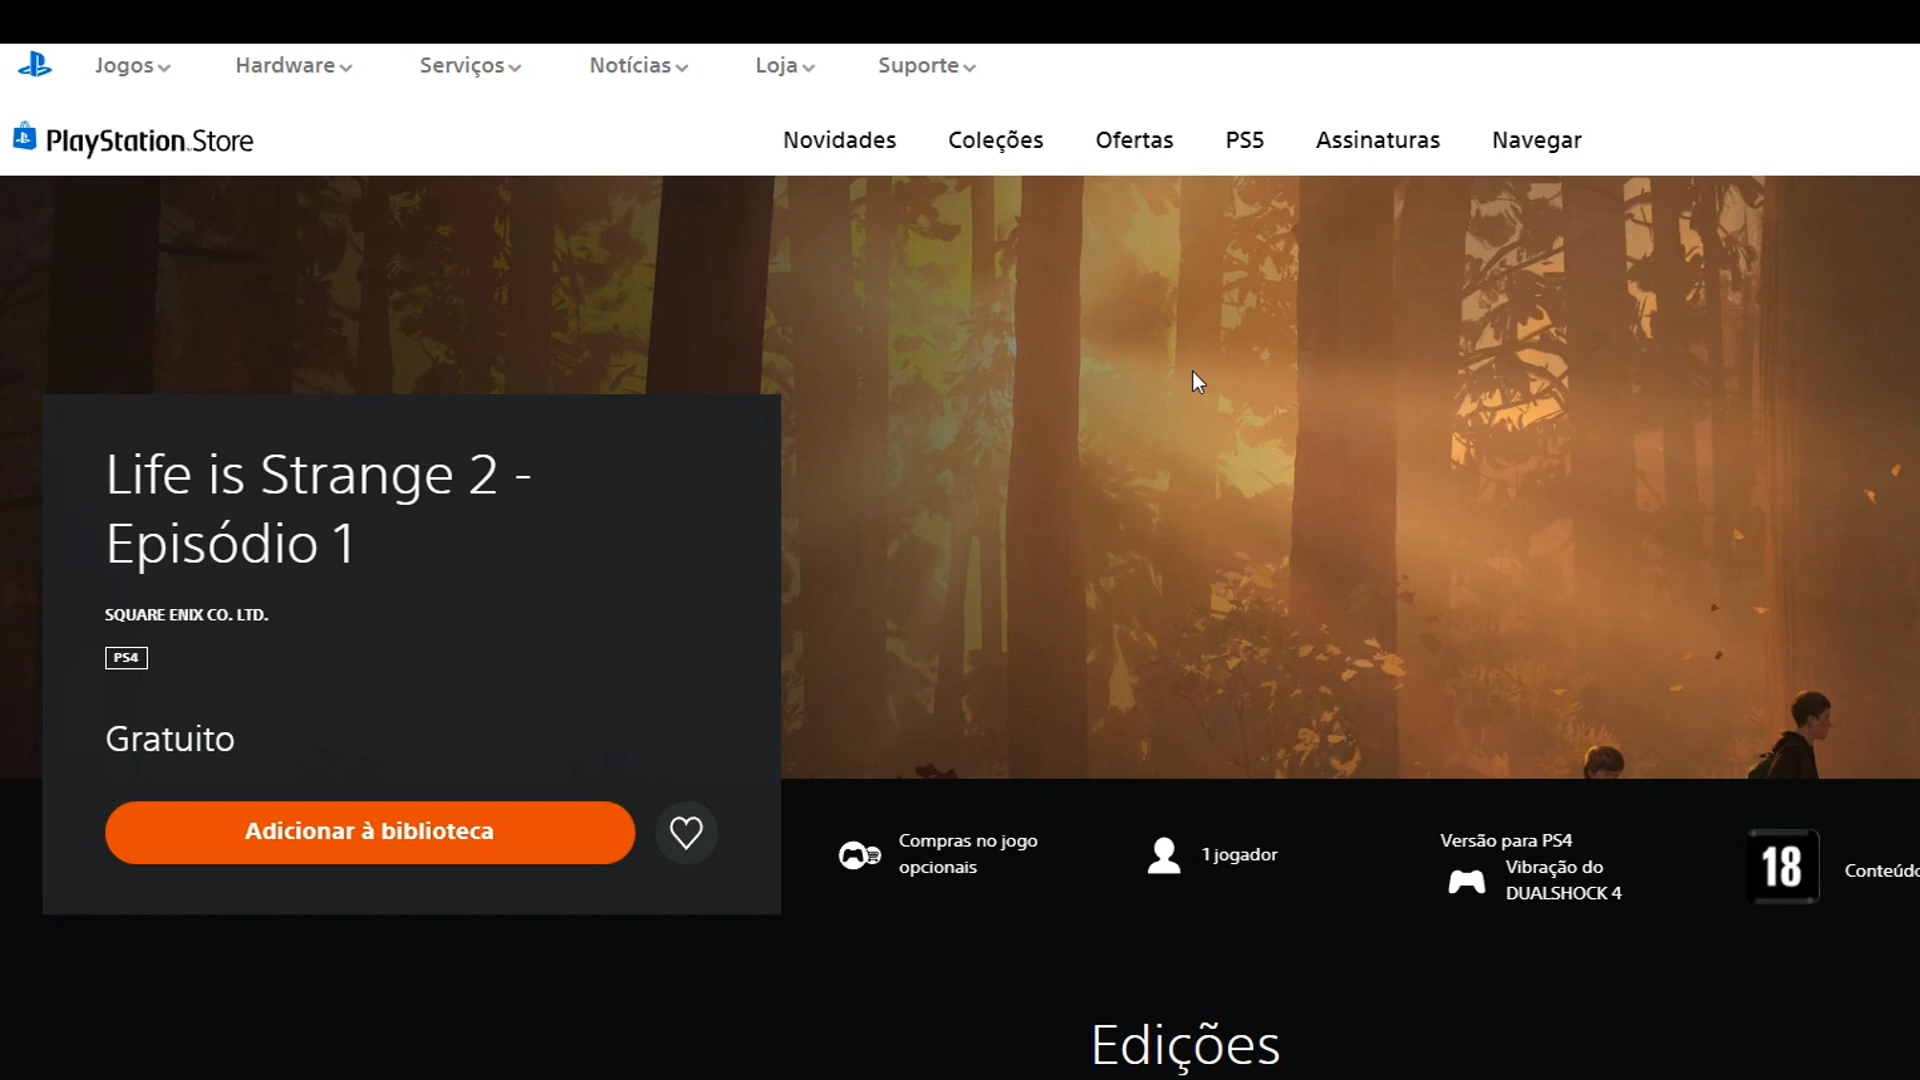 Jogos
Hardware
Serviços
Notícias
Loja
Suporte
PlayStation Store
Novidades
Coleções
Ofertas
PS5
Assinaturas
Navegar
Life is Strange 2 -
Episódio 1
SQUARE ENIX CO. LTD.
PS4
Gratuito
Adicionar à biblioteca
Compras no jogo
opcionais
1 jogador
Versão para PS4
Vibração do
DUALSHOCK 4
18
Conteúdo
Edições